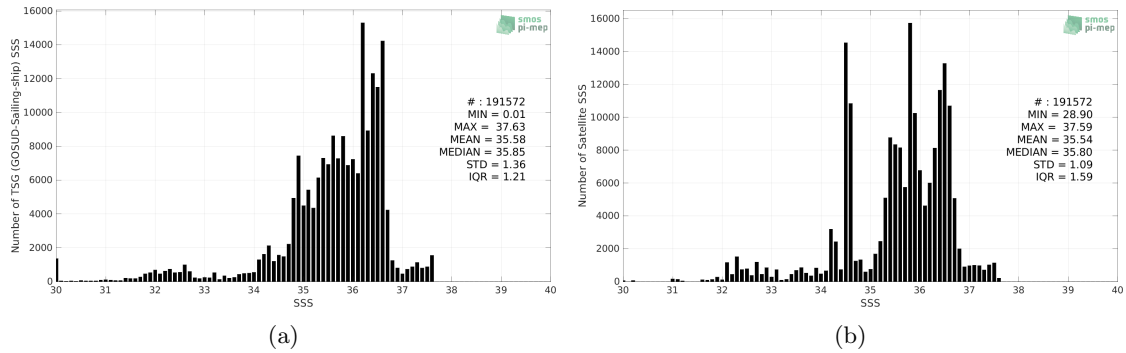 smos
pi-mep
16000
14000
12000
10000
8000
6000
4000
2000
0
Number of TSG (GOSUD-Sailing-ship) SSS
# : 191572
MIN = 0.01
MAX = 37.63
MEAN = 35.58
MEDIAN = 35.85
STD = 1.36
IQR = 1.21
30 31 32 33 34 35 36 37 38 39 40
SSS
(a)
smos
pi-mep
16000
14000
12000
10000
8000
6000
4000
2000
0
Number of Satellite SSS
# : 191572
MIN = 28.90
MAX = 37.59
MEAN = 35.54
MEDIAN = 35.80
STD = 1.09
IQR = 1.59
30 31 32 33 34 35 36 37 38 39 40
SSS
(b)